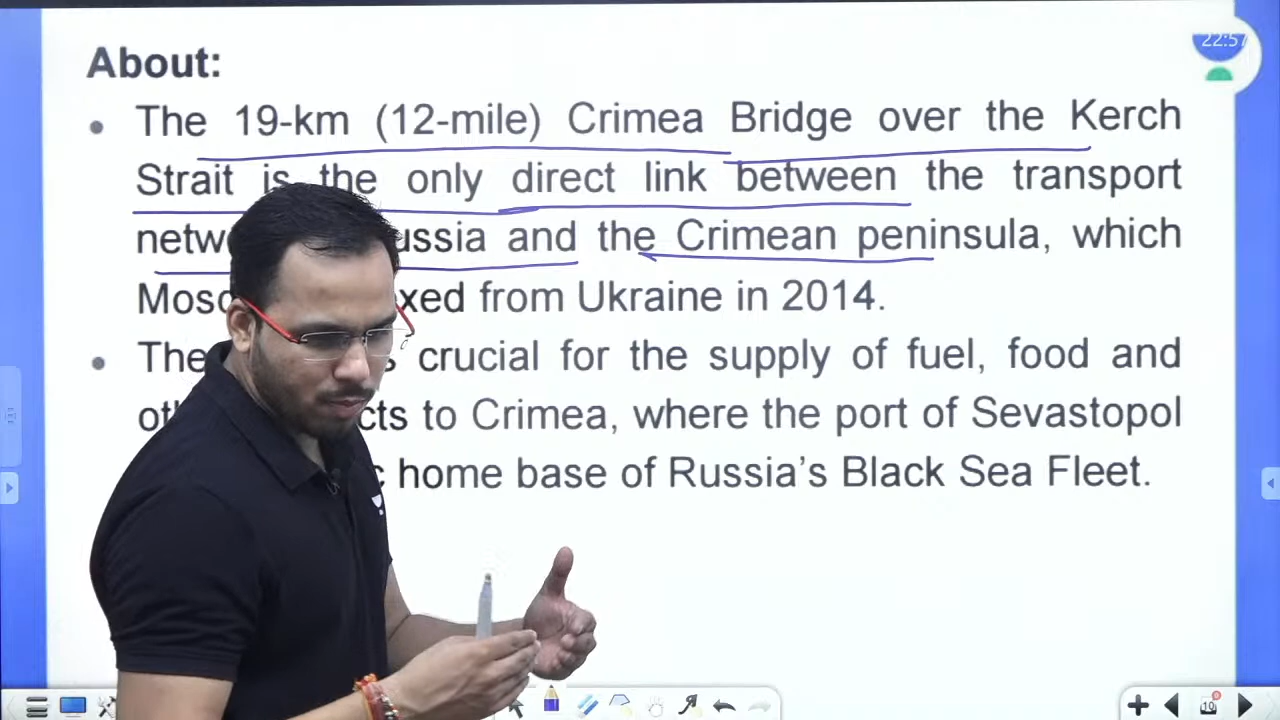 22:57
About:
• The 19-km (12-mile) Crimea Bridge over the Kerch
Strait is the only direct link between the transport
netw ussia and the Crimean peninsula, which
Mosc xed from Ukraine in 2014.
• The s crucial for the supply of fuel, food and
ot cts to Crimea, where the port of Sevastopol
c home base of Russia’s Black Sea Fleet.
10